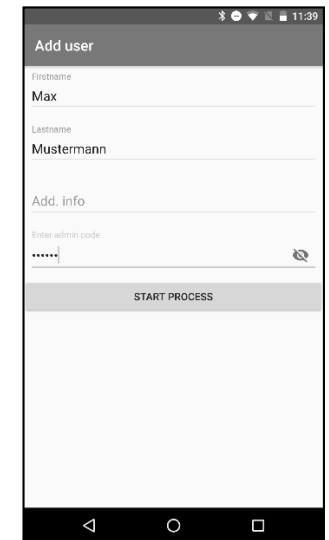 11:39
Add user
Firstname
Max
Lastname
Mustermann
Add. info
Enter admin code
••••••
START PROCESS